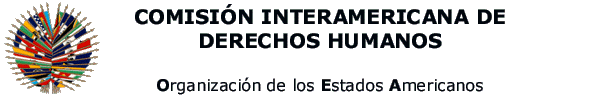 COMISIÓN INTERAMERICANA DE
DERECHOS HUMANOS
Organización de los Estados Americanos